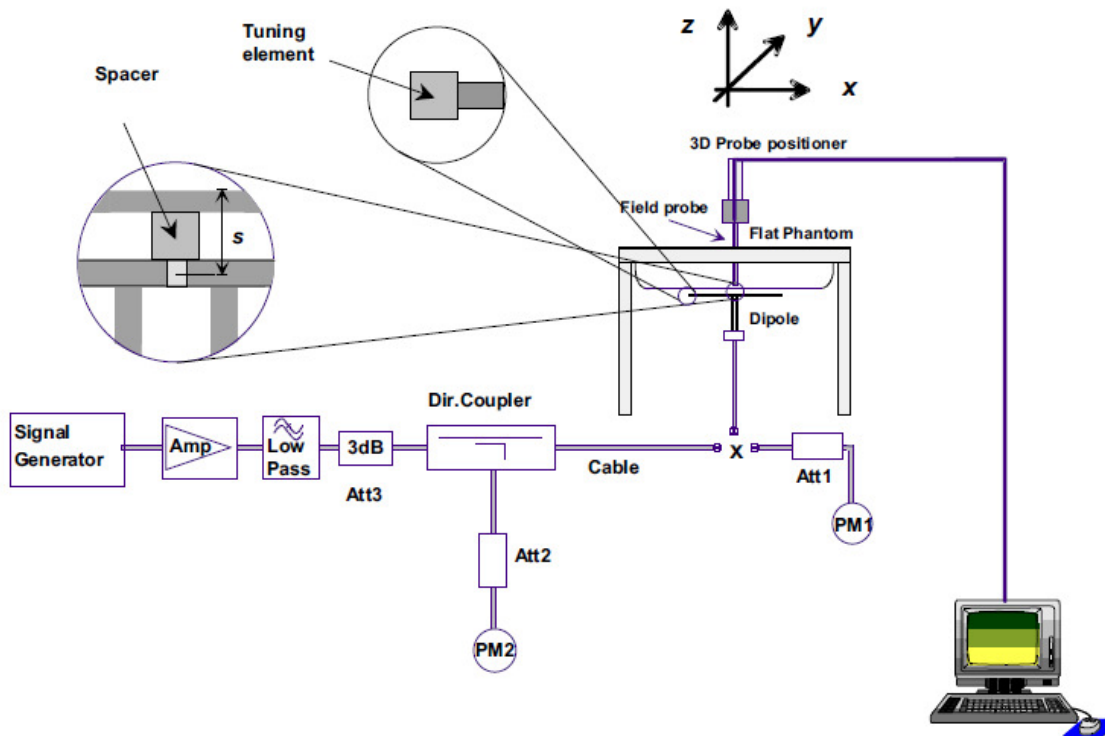 Tuning
element
Spacer
s
z
y
x
3D Probe positioner
Field probe
Flat Phantom
Dipole
Dir.Coupler
Signal
Generator
Amp
Low
Pass
3dB
Att3
Cable
X
Att1
PM1
Att2
PM2